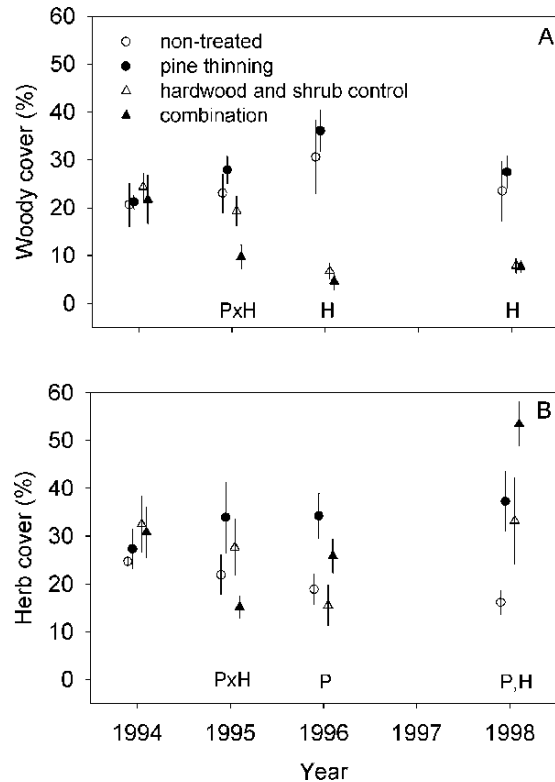 A
non-treated
pine thinning
hardwood and shrub control
combination
Woody cover (%)
60
50
40
30
20
10
0
PxH H H
B
Herb cover (%)
60
50
40
30
20
10
0
PxH P P,H
1994 1995 1996 1997 1998
Year